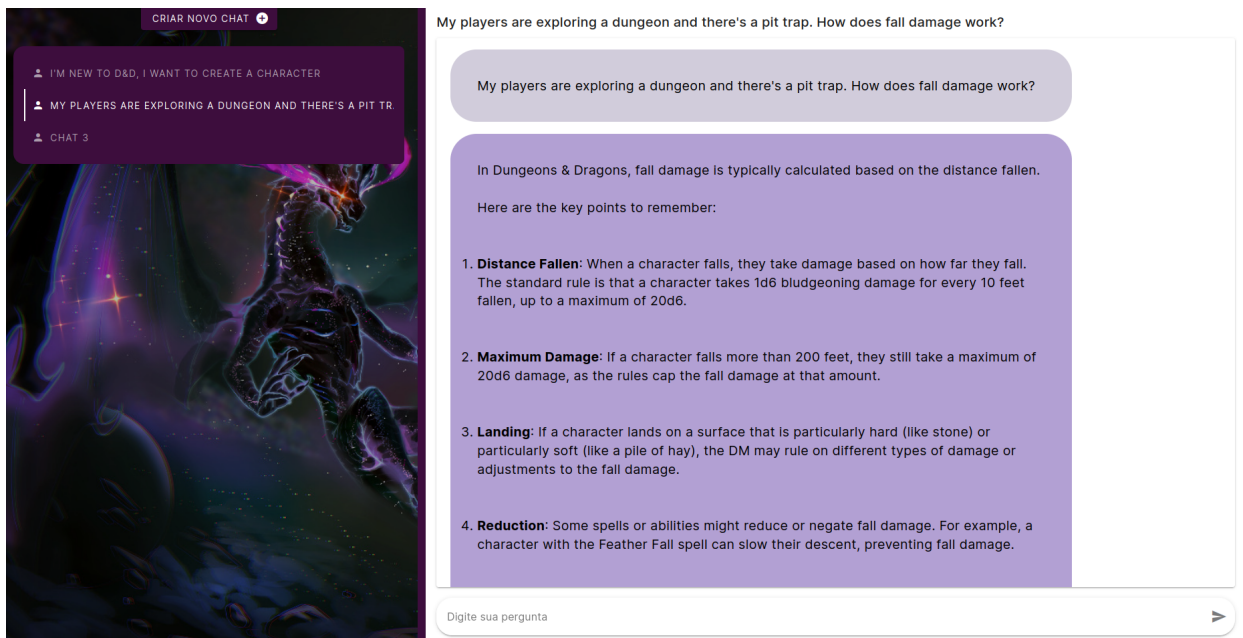 CRIAR NOVO CHAT
I'M NEW TO D&D, I WANT TO CREATE A CHARACTER
MY PLAYERS ARE EXPLORING A DUNGEON AND THERE'S A PIT TR.
CHAT 3
My players are exploring a dungeon and there's a pit trap. How does fall damage work?
My players are exploring a dungeon and there's a pit trap. How does fall damage work?
In Dungeons & Dragons, fall damage is typically calculated based on the distance fallen.
Here are the key points to remember:
1. Distance Fallen: When a character falls, they take damage based on how far they fall.
The standard rule is that a character takes 1d6 bludgeoning damage for every 10 feet
fallen, up to a maximum of 20d6.
2. Maximum Damage: If a character falls more than 200 feet, they still take a maximum of
20d6 damage, as the rules cap the fall damage at that amount.
3. Landing: If a character lands on a surface that is particularly hard (like stone) or
particularly soft (like a pile of hay), the DM may rule on different types of damage or
adjustments to the fall damage.
4. Reduction: Some spells or abilities might reduce or negate fall damage. For example, a
character with the Feather Fall spell can slow their descent, preventing fall damage.
Digite sua pergunta